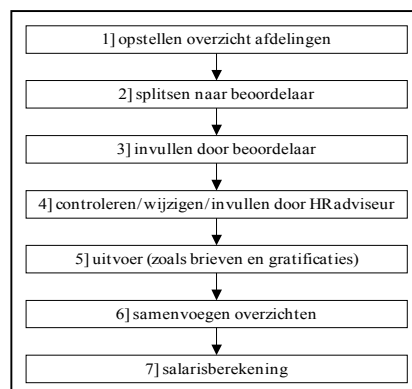 1] opstellen overzicht afdelingen
2] splitsen naar beoordelaar
3] invullen door beoordelaar
4] controleren/wijzigen/invullen door HRadviseur
5] uitvoer (zoals brieven en gratificaties)
6] samenvoegen overzichten
7] salarisberekening